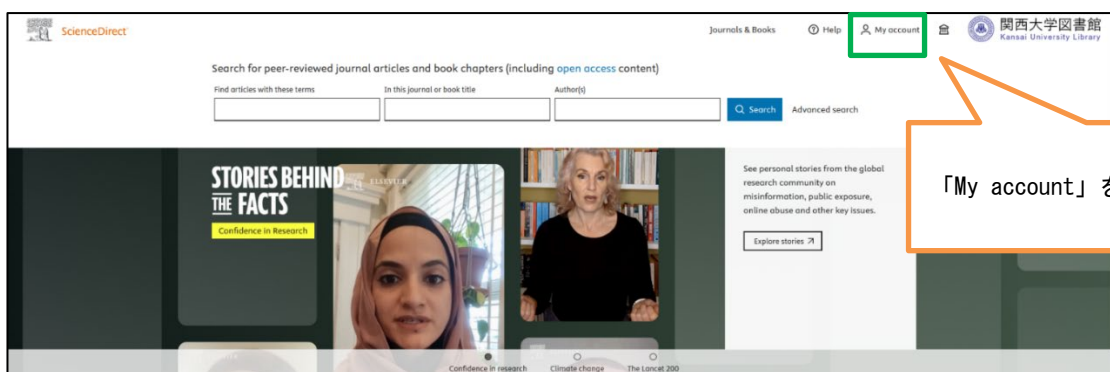 ScienceDirect
Journals & Books
Help
My account
関西大学図書館
Kansai University Library
Search for peer-reviewed journal articles and book chapters (including open access content)
Find articles with these terms
In this journal or book title
Author(s)
Search
Advanced search
STORIES BEHIND
THE FACTS
Confidence in Research
ELSEVIER
See personal stories from the global
research community on
misinformation, public exposure,
online abuse and other key issues.
Explore stories
「My account」を
Confidence in research
Climate change
The Lancet 200